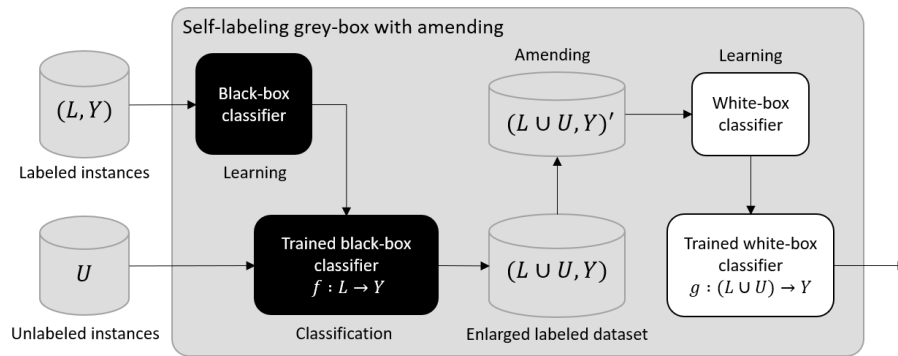 Self-labeling grey-box with amending
(L, Y)
Labeled instances
Black-box
classifier
Learning
Amending
(L ∪ U, Y)′
Learning
White-box
classifier
U
Unlabeled instances
Trained black-box
classifier
f : L → Y
Classification
(L ∪ U, Y)
Enlarged labeled dataset
Trained white-box
classifier
g : (L ∪ U) → Y